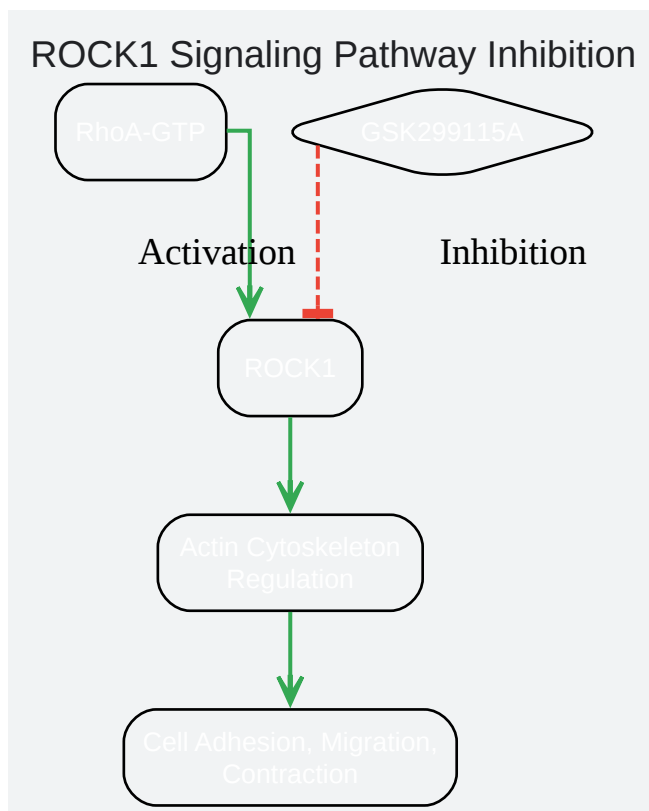 ROCK1 Signaling Pathway Inhibition
RhoA-GTP
GSK299115A
Activation
Inhibition
ROCK1
Actin Cytoskeleton
Regulation
Cell Adhesion, Migration,
Contraction